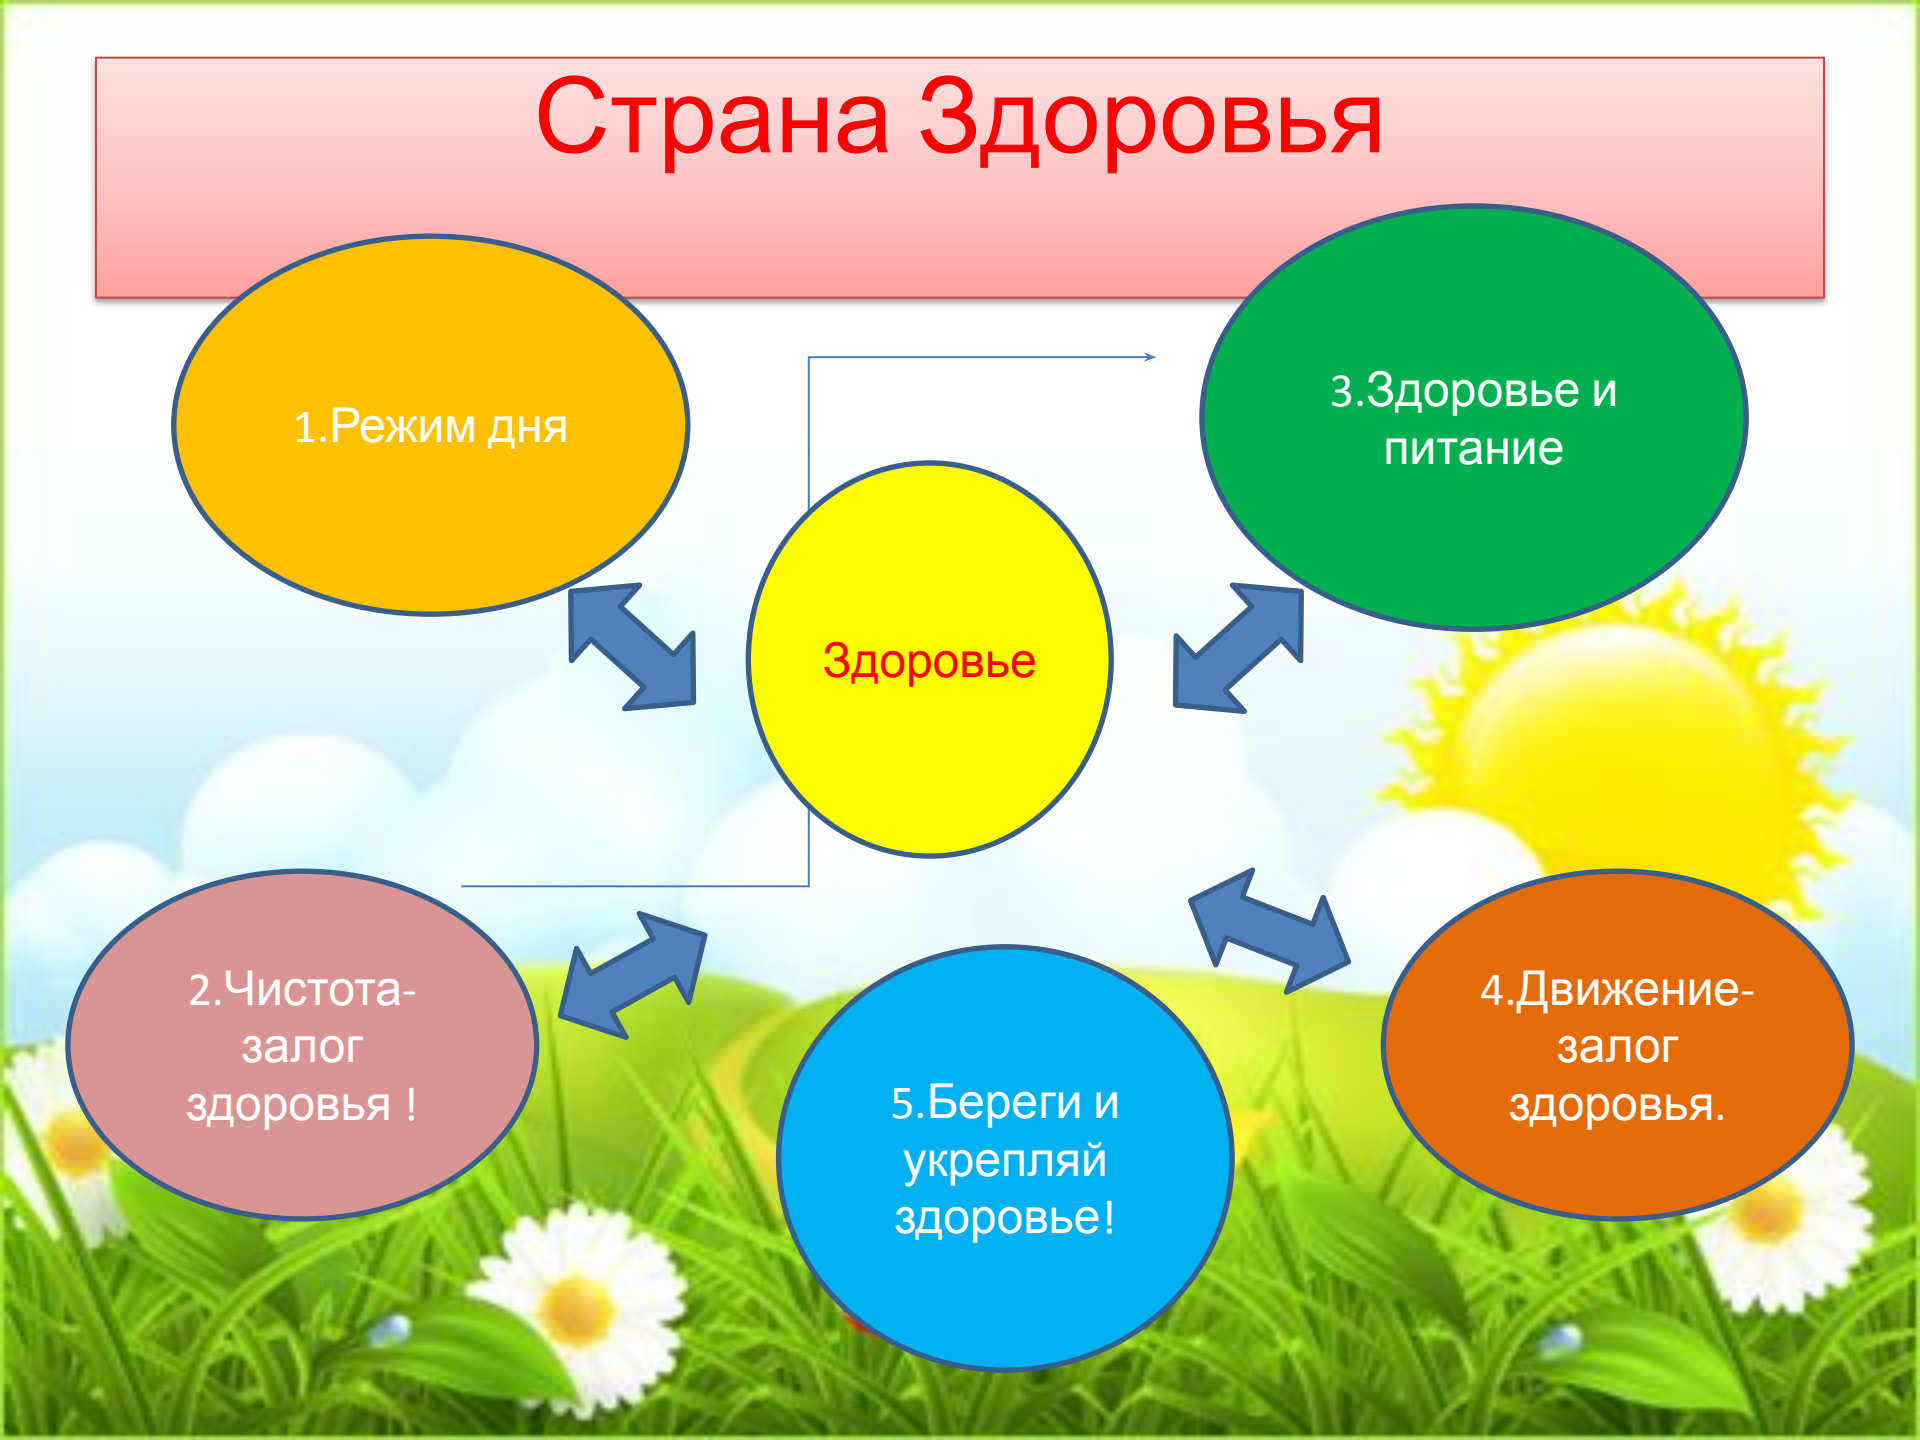 Страна Здоровья
1.Режим дня
3.Здоровье и
питание
Здоровье
2.Чистота-
залог
здоровья !
4.Движение-
залог
здоровья.
5.Береги и
укрепляй
здоровье!